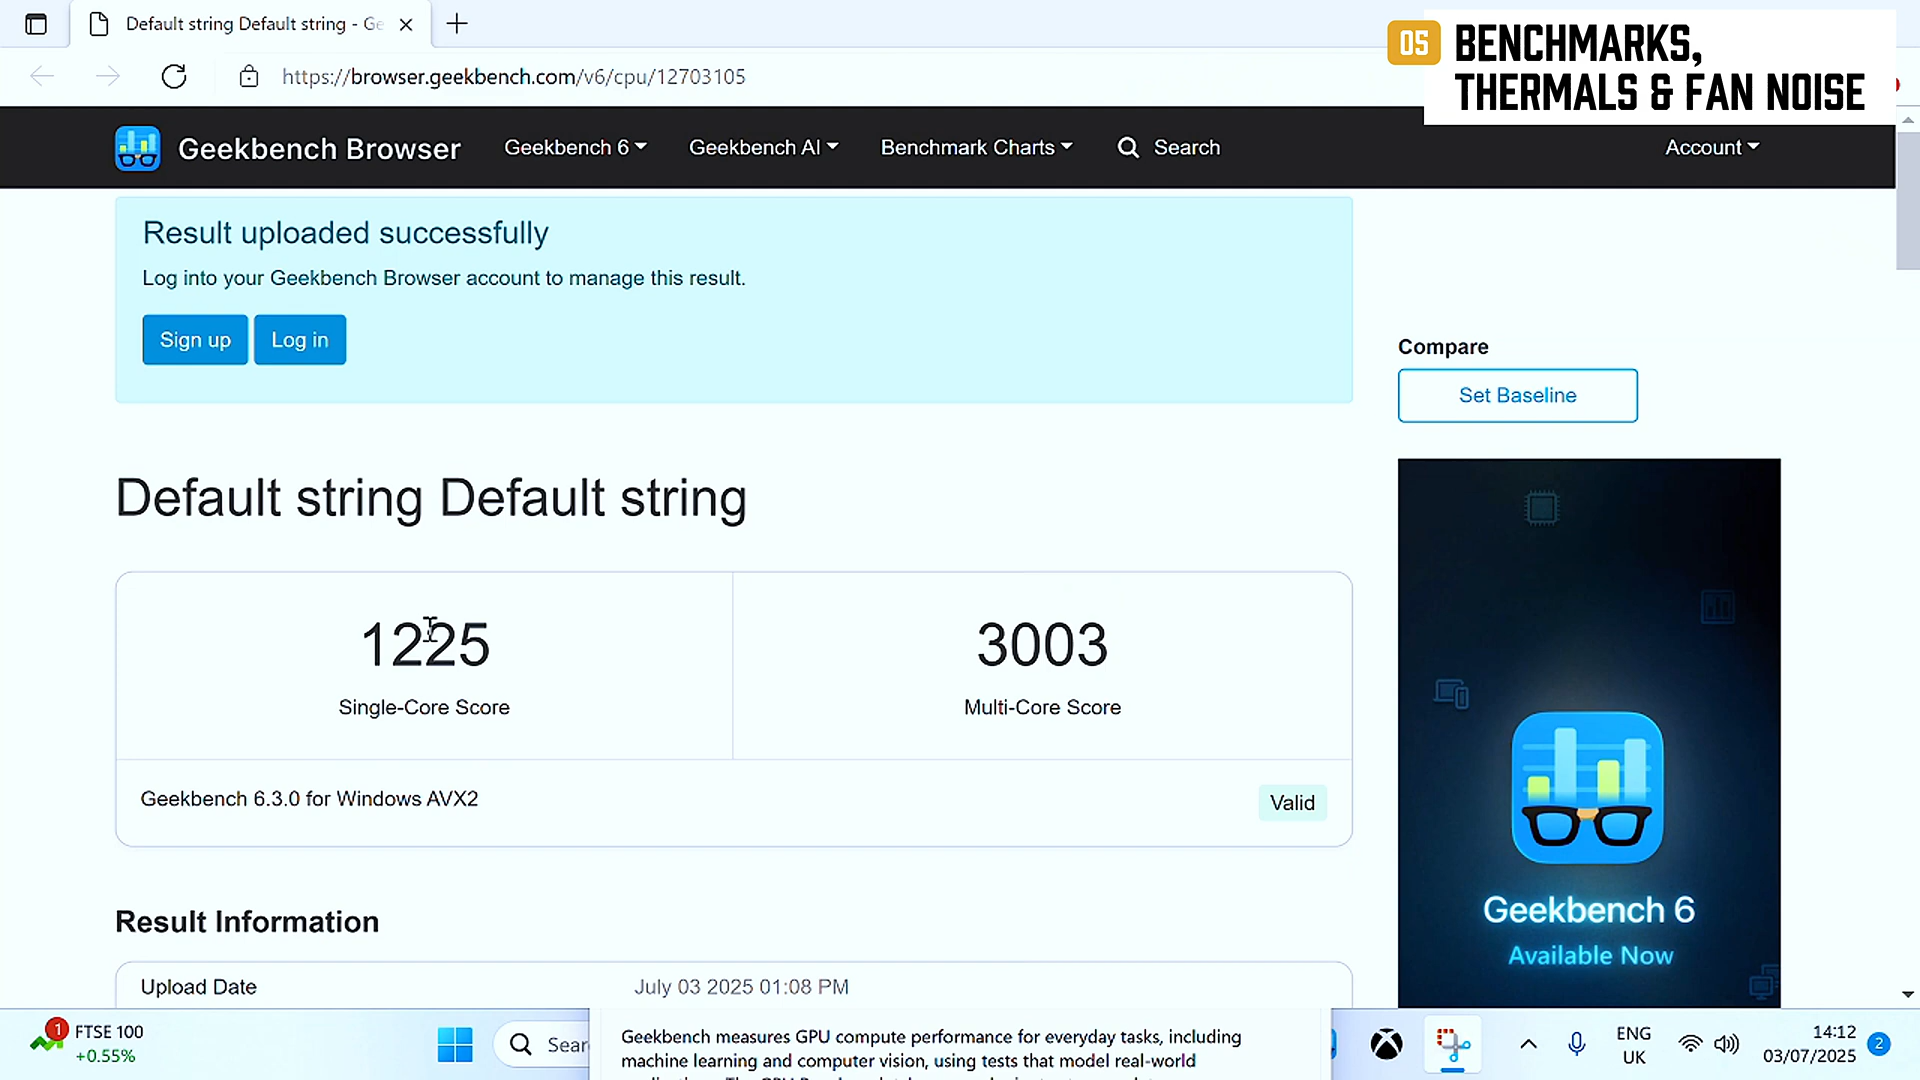 Default string Default string - Ge
05 BENCHMARKS,
THERMALS & FAN NOISE
https://browser.geekbench.com/v6/cpu/12703105
Geekbench Browser Geekbench 6 Geekbench AI Benchmark Charts Search Account
Result uploaded successfully
Log into your Geekbench Browser account to manage this result.
Sign up Log in
Compare
Set Baseline
Default string Default string
1225 3003
Single-Core Score Multi-Core Score
Geekbench 6.3.0 for Windows AVX2 Valid
Geekbench 6
Available Now
Result Information
Upload Date July 03 2025 01:08 PM
1 FTSE 100
+0.55%
Sear
Geekbench measures GPU compute performance for everyday tasks, including
machine learning and computer vision, using tests that model real-world
ENG
UK
14:12
03/07/2025
2